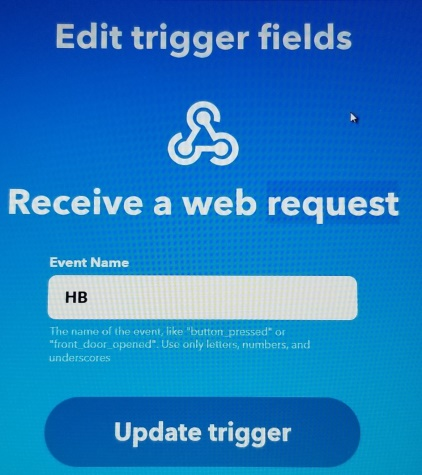 Edit trigger fields
Receive a web request
Event Name
HB
The name of the event, like "button_pressed" or
"front_door_opened". Use only letters, numbers, and
underscores
Update trigger